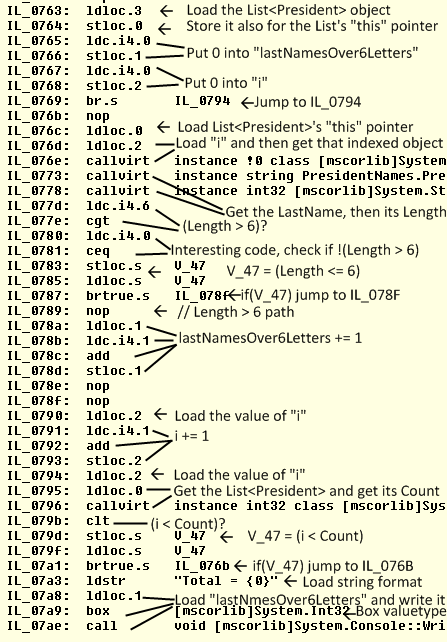 IL_0763: ldloc.3 ← Load the List<President> object
IL_0764: stloc.0 ← Store it also for the List's "this" pointer
IL_0765: ldc.i4.0
IL_0766: stloc.1 Put 0 into "lastNamesOver6Letters"
IL_0767: ldc.i4.0
IL_0768: stloc.2 Put 0 into "i"
IL_0769: br.s IL_0794 ←Jump to IL_0794
IL_076b: nop
IL_076c: ldloc.0 ← Load List<President>'s "this" pointer
IL_076d: ldloc.2 Load "i" and then get that indexed object
IL_076e: callvirt instance !0 class [mscorlib]System
IL_0773: callvirt instance string PresidentNames.Pre
IL_0778: callvirt instance int32 [mscorlib]System.St
IL_077d: ldc.i4.6 Get the LastName, then its Length
IL_077e: cgt (Length > 6)?
IL_0780: ldc.i4.0
IL_0781: ceq Interesting code, check if !(Length > 6)
IL_0783: stloc.s V_47 ← V_47 = (Length <= 6)
IL_0785: ldloc.s V_47
IL_0787: brtrue.s IL_078f ←if(V_47) jump to IL_078F
IL_0789: nop ← // Length > 6 path
IL_078a: ldloc.1
IL_078b: ldc.i4.1 lastNamesOver6Letters += 1
IL_078c: add
IL_078d: stloc.1
IL_078e: nop
IL_078f: nop
IL_0790: ldloc.2 ← Load the value of "i"
IL_0791: ldc.i4.1
IL_0792: add i += 1
IL_0793: stloc.2
IL_0794: ldloc.2 ← Load the value of "i"
IL_0795: ldloc.0 Get the List<President> and get its Count
IL_0796: callvirt instance int32 class [mscorlib]Sys
IL_079b: clt (i < Count)?
IL_079d: stloc.s V_47 ← V_47 = (i < Count)
IL_079f: ldloc.s V_47
IL_07a1: brtrue.s IL_076b ← if(V_47) jump to IL_076B
IL_07a3: ldstr "Total = {0}" ← Load string format
IL_07a8: ldloc.1 Load "lastNmesOver6Letters" and write it
IL_07a9: box [mscorlib]System.Int32 ← Box valuetype
IL_07ae: call void [mscorlib]System.Console::Wri